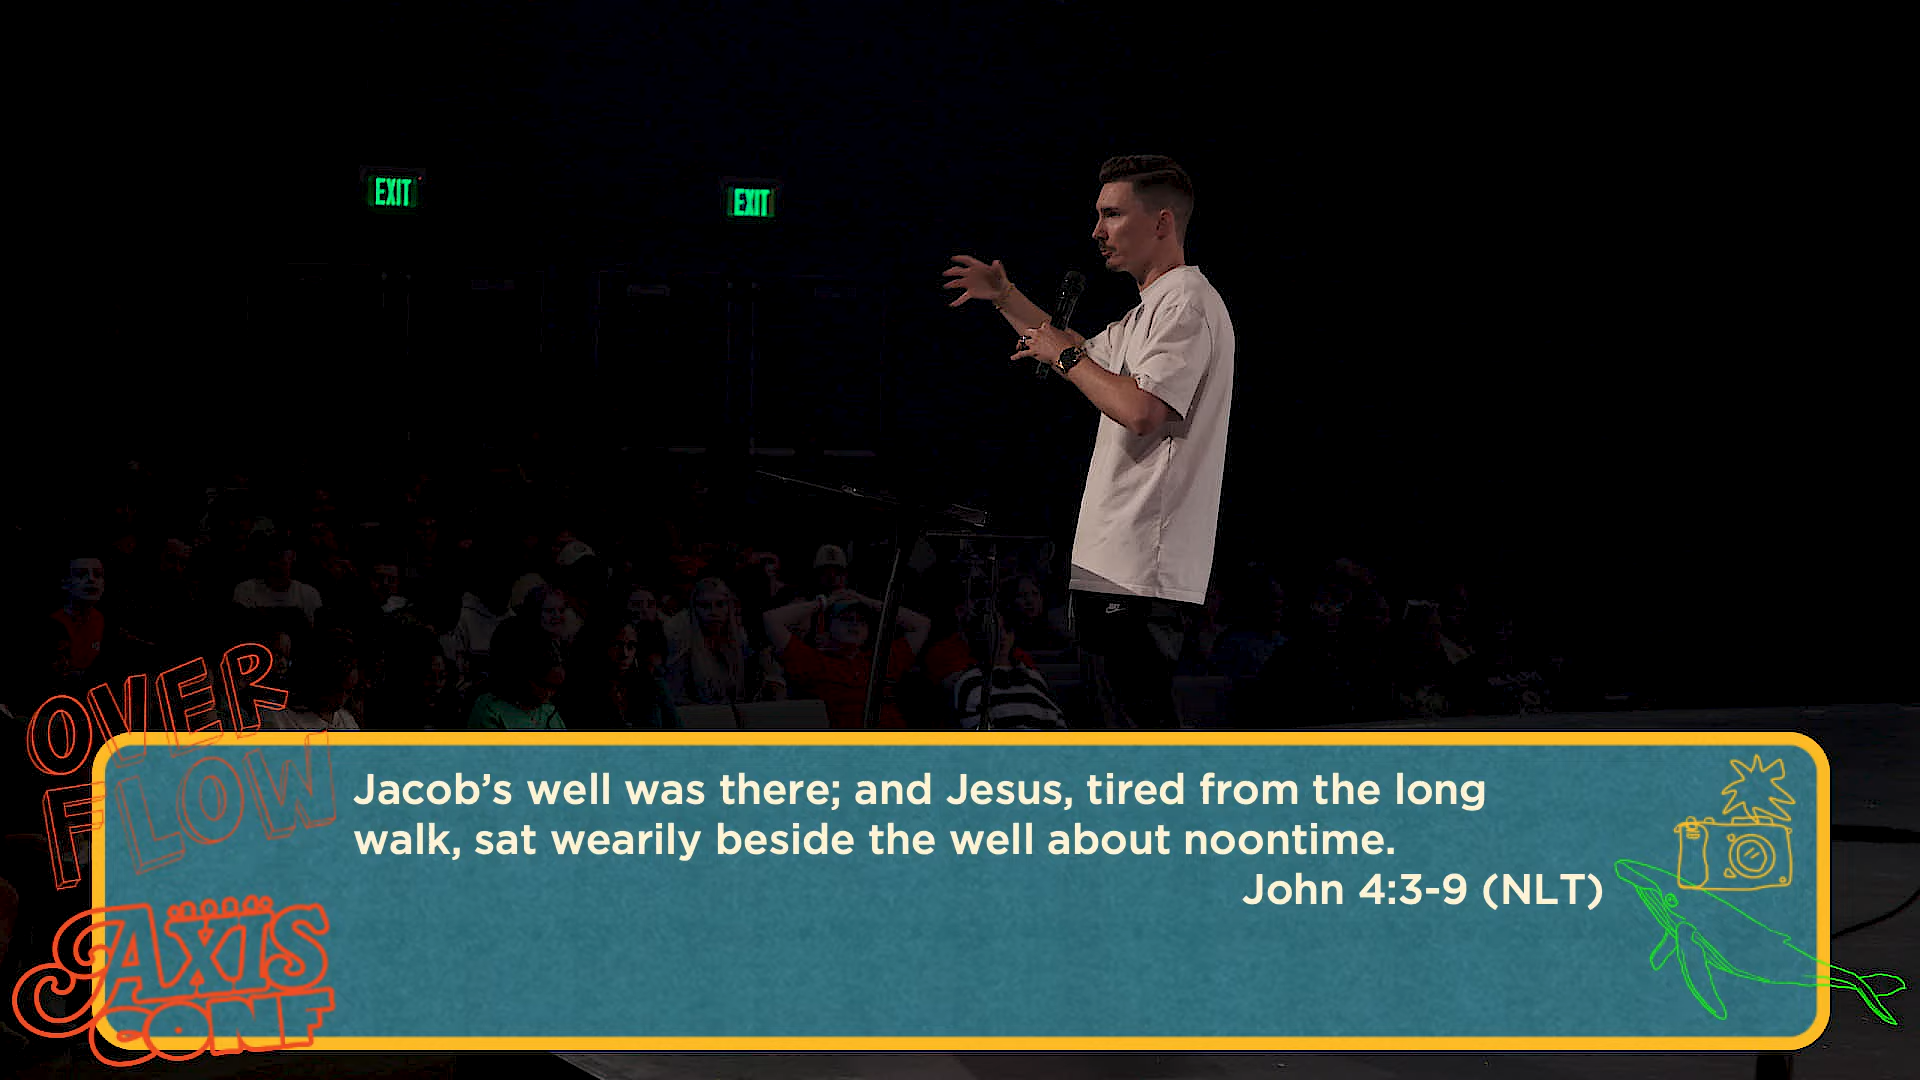 EXIT
EXIT
OVER
FLOW
Jacob’s well was there; and Jesus, tired from the long
walk, sat wearily beside the well about noontime.
John 4:3-9 (NLT)
AXIS
CONF